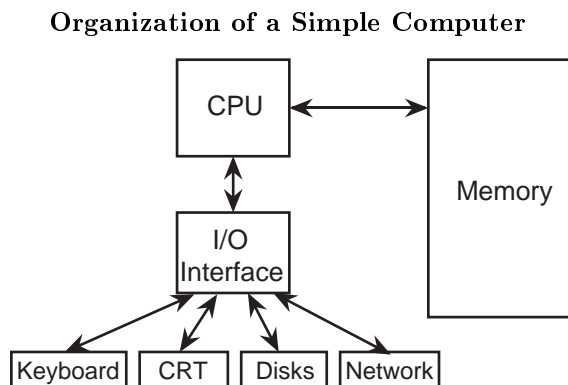 Organization of a Simple Computer
CPU
Memory
I/O
Interface
Keyboard
CRT
Disks
Network